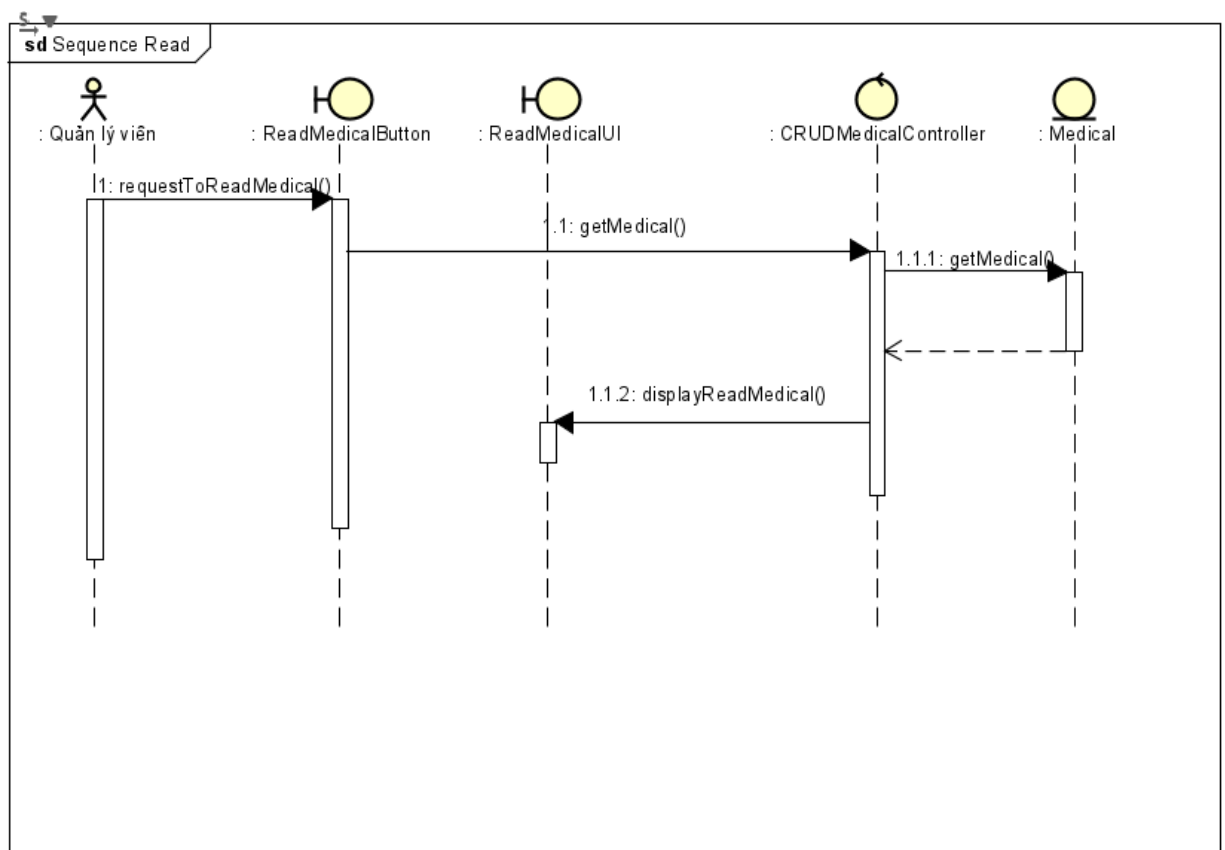 sd Sequence Read
: Quản lý viên
: ReadMedicalButton
: ReadMedicalUI
: CRUDMedicalController
: Medical
1: requestToReadMedical()
1.1: getMedical()
1.1.1: getMedical()
1.1.2: displayReadMedical()